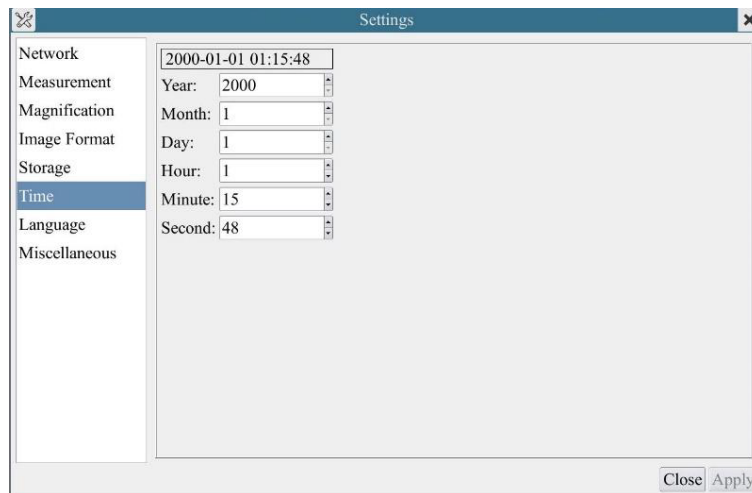 Settings
Network
Measurement
Magnification
Image Format
Storage
Time
Language
Miscellaneous
2000-01-01 01:15:48
Year: 2000
Month: 1
Day: 1
Hour: 1
Minute: 15
Second: 48
Close Apply